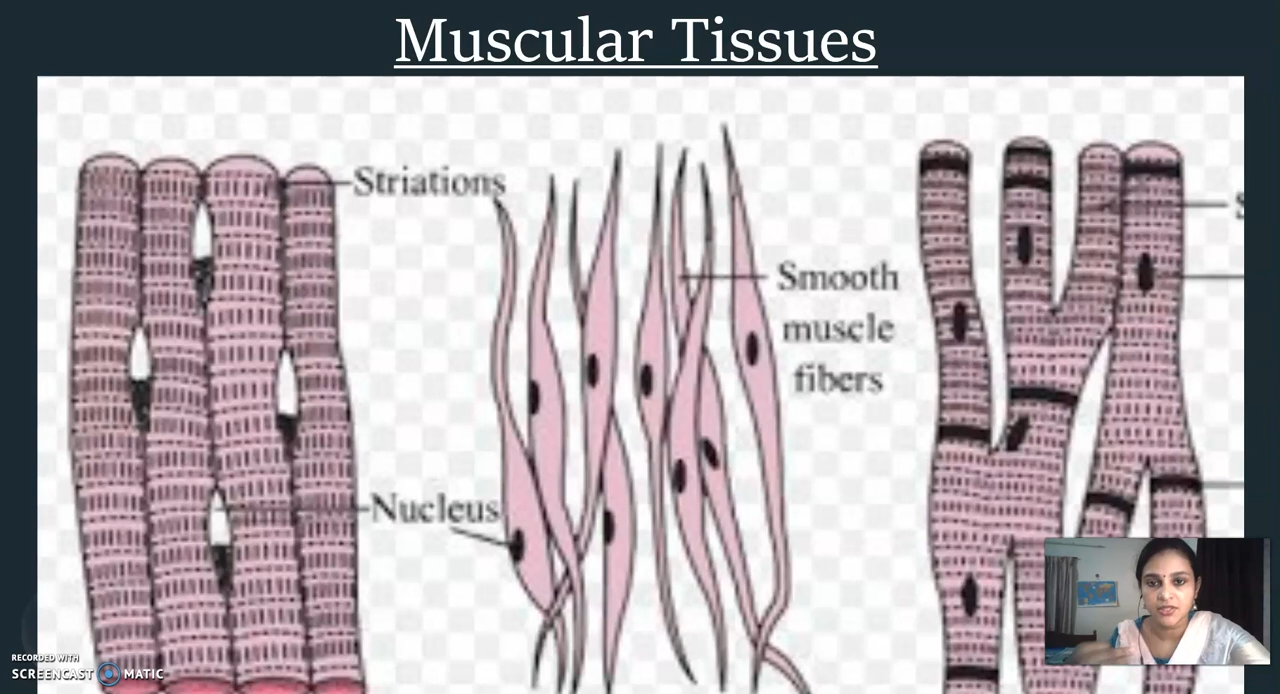 Muscular Tissues
Striations
Smooth
muscle
fibers
Nucleus
RECORDED WITH
SCREENCAST MATIC